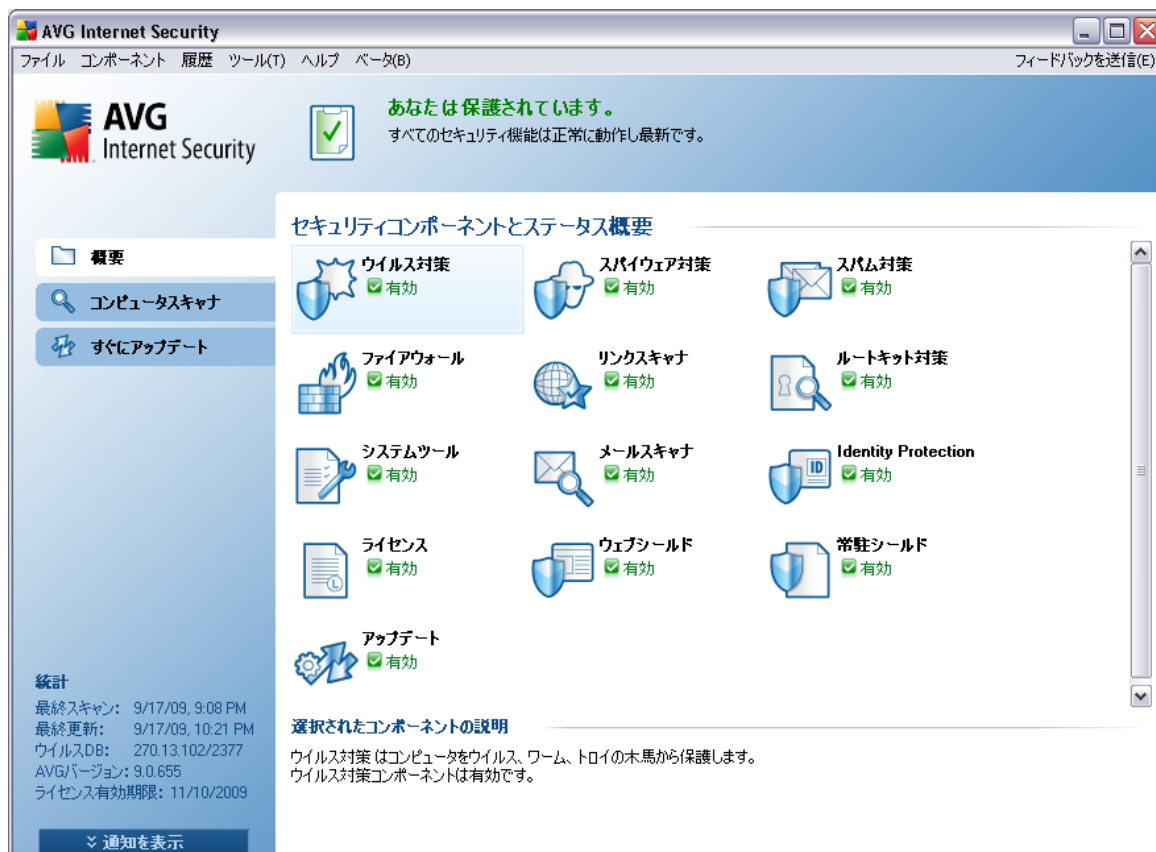 AVG Internet Security
ファイル コンポーネント 履歴 ツール(T) ヘルプ ベータ(B) フィードバックを送信(E)
AVG
Internet Security
あなたは保護されています。
すべてのセキュリティ機能は正常に動作し最新です。
概要
コンピュータスキャナ
すぐにアップデート
セキュリティコンポーネントとステータス概要
ウイルス対策
有効
スパイウェア対策
有効
スパム対策
有効
ファイアウォール
有効
リンクスキャナ
有効
ルートキット対策
有効
システムツール
有効
メールスキャナ
有効
Identity Protection
ID
有効
ライセンス
有効
ウェブシールド
有効
常駐シールド
有効
アップデート
有効
統計
最終スキャン: 9/17/09, 9:08 PM
最終更新: 9/17/09, 10:21 PM
ウイルスDB: 270.13.102/2377
AVGバージョン: 9.0.655
ライセンス有効期限: 11/10/2009
通知を表示
選択されたコンポーネントの説明
ウイルス対策 はコンピュータをウイルス、ワーム、トロイの木馬から保護します。
ウイルス対策コンポーネントは有効です。